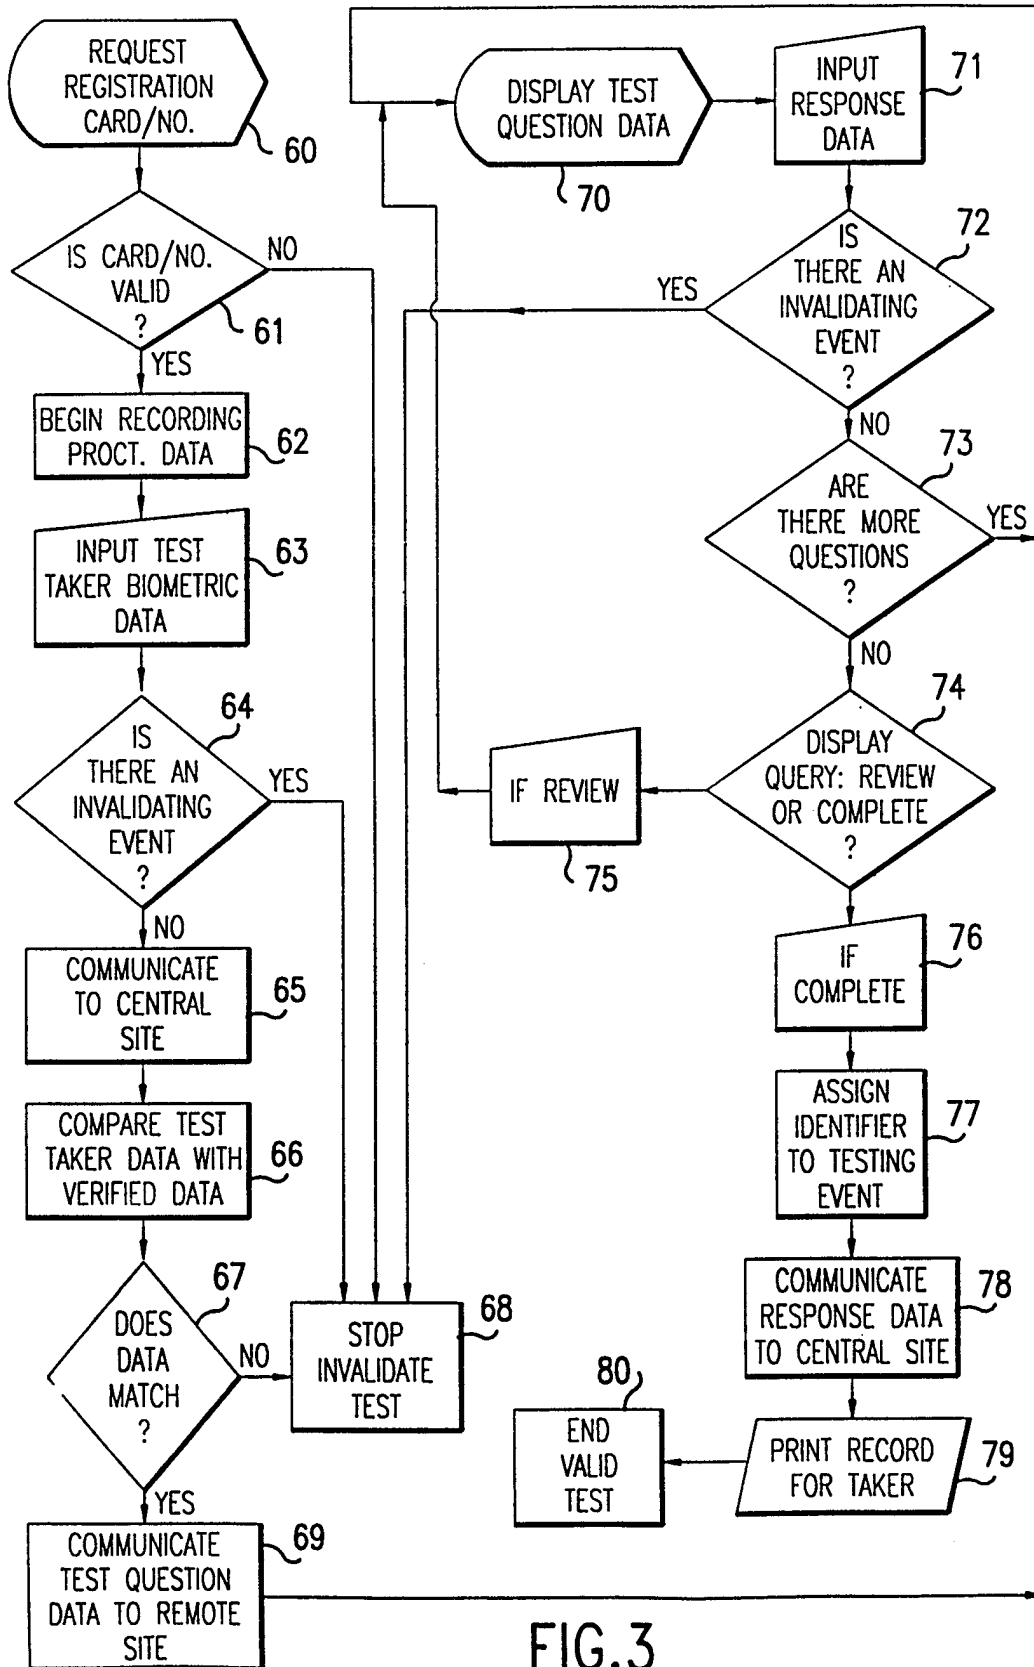 REQUEST
REGISTRATION
CARD/NO.
60
IS CARD/NO.
VALID
?
61
NO
YES
BEGIN RECORDING
PROCT. DATA
62
INPUT TEST
TAKER BIOMETRIC
DATA
63
IS
THERE AN
INVALIDATING
EVENT
?
64
YES
NO
COMMUNICATE
TO CENTRAL
SITE
65
COMPARE TEST
TAKER DATA WITH
VERIFIED DATA
66
DOES
DATA
MATCH
?
67
NO
YES
STOP
INVALIDATE
TEST
68
COMMUNICATE
TEST QUESTION
DATA TO REMOTE
SITE
69
DISPLAY TEST
QUESTION DATA
70
INPUT
RESPONSE
DATA
71
IS
THERE AN
INVALIDATING
EVENT
?
72
YES
NO
ARE
THERE MORE
QUESTIONS
?
73
YES
NO
DISPLAY
QUERY: REVIEW
OR COMPLETE
?
74
IF REVIEW
75
IF
COMPLETE
76
ASSIGN
IDENTIFIER
TO TESTING
EVENT
77
COMMUNICATE
RESPONSE DATA
TO CENTRAL SITE
78
PRINT RECORD
FOR TAKER
79
END
VALID
TEST
80
FIG.3